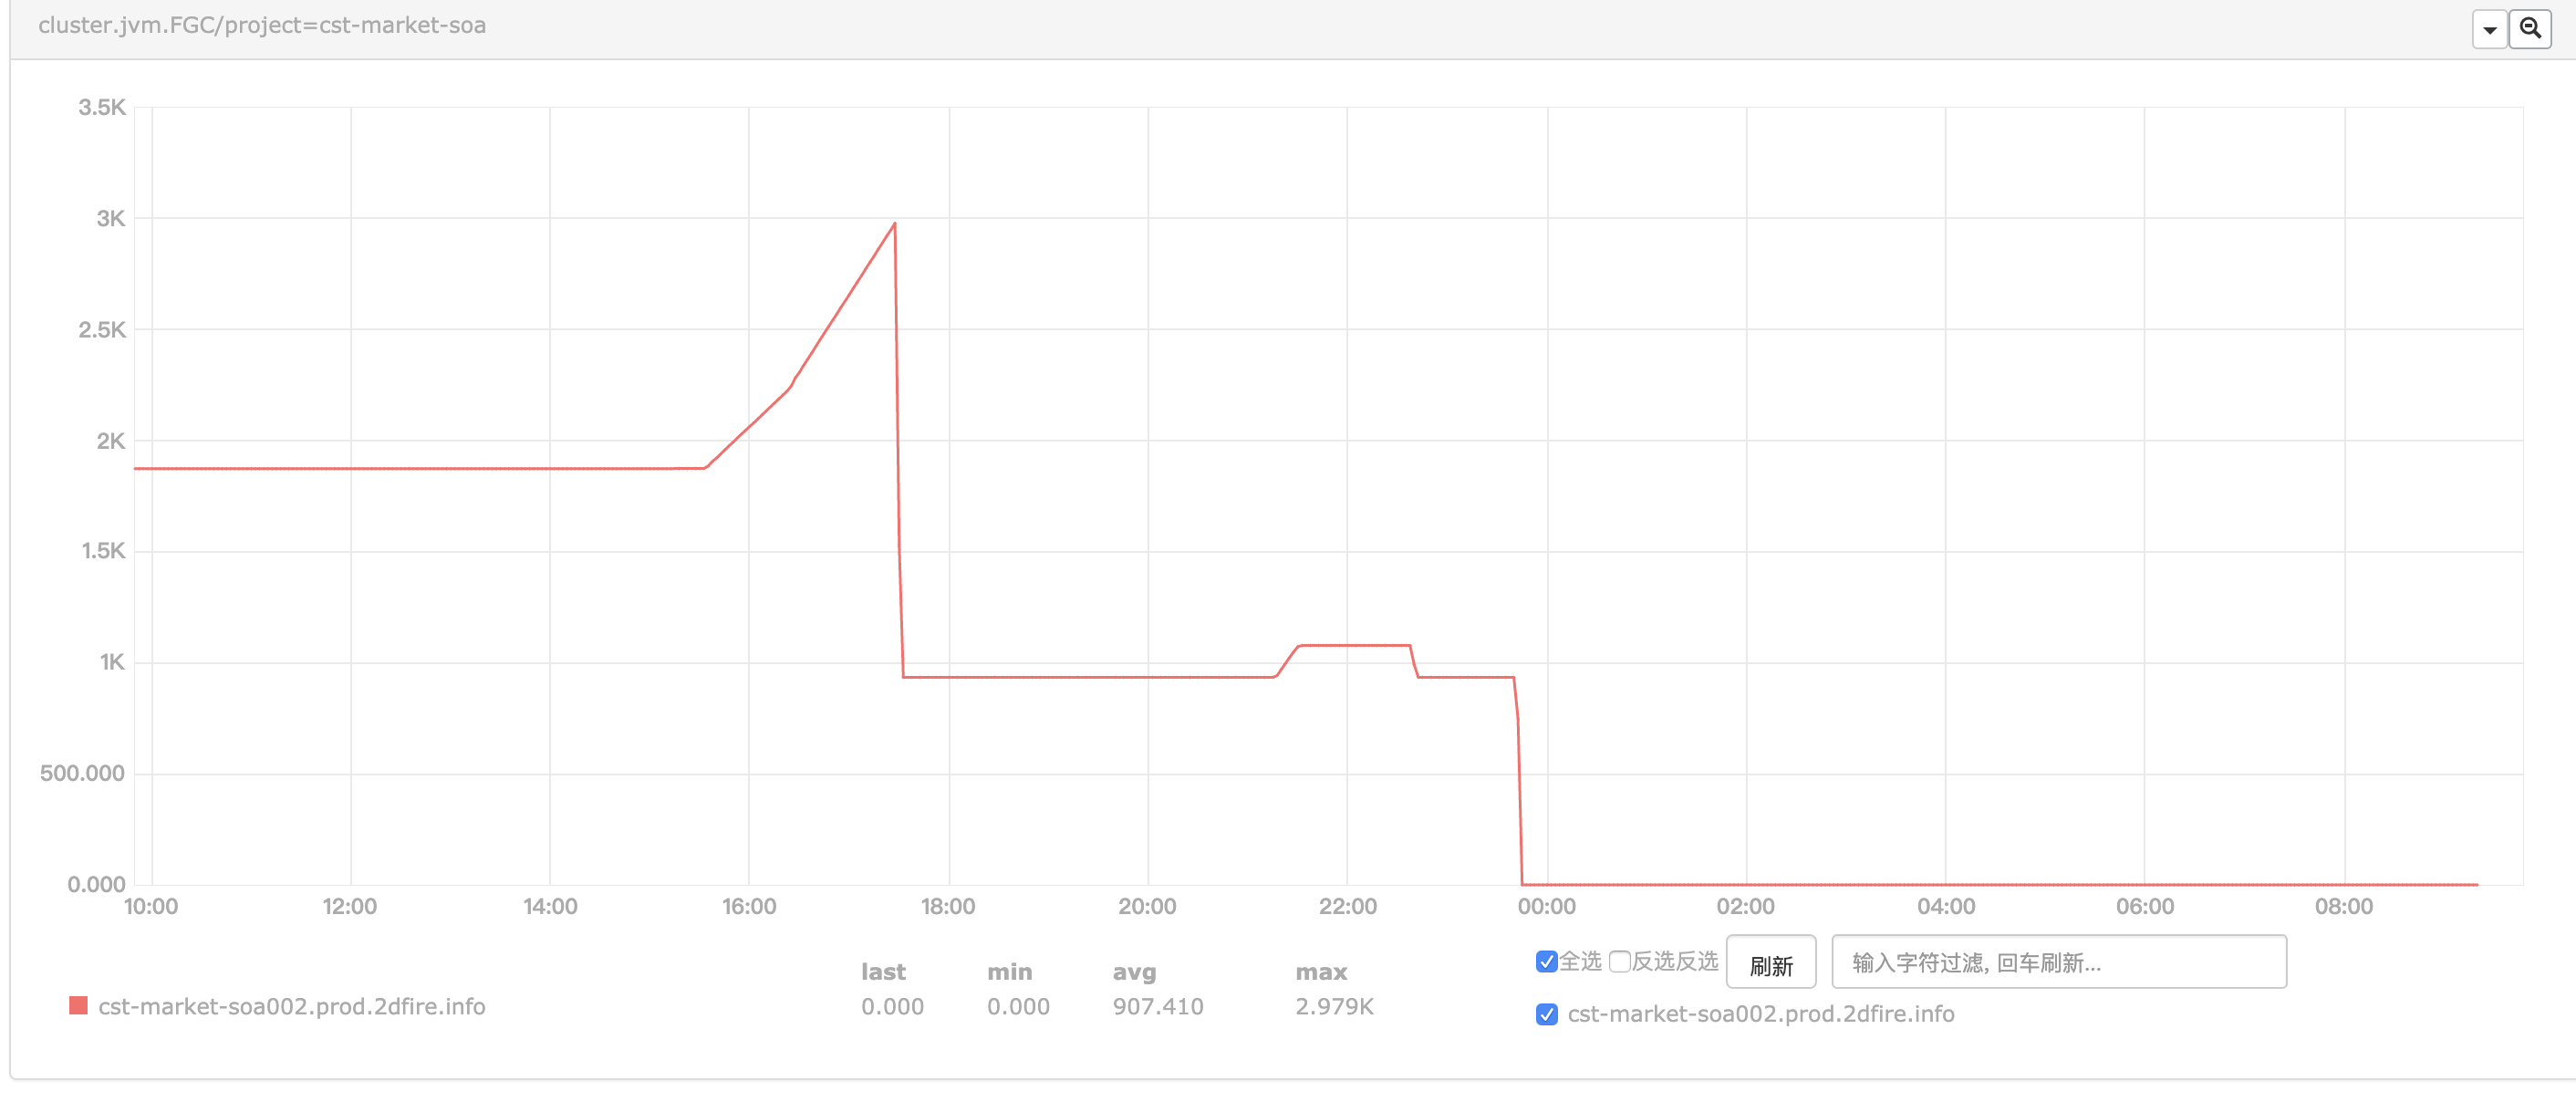 cluster.jvm.FGC/project=cst-market-soa
3.5K
3K
2.5K
2K
1.5K
1K
500.000
0.000
10:00 12:00 14:00 16:00 18:00 20:00 22:00 00:00 02:00 04:00 06:00 08:00
last min avg max
cst-market-soa002.prod.2dfire.info 0.000 0.000 907.410 2.979K
全选 反选反选 刷新 输入字符过滤, 回车刷新...
cst-market-soa002.prod.2dfire.info